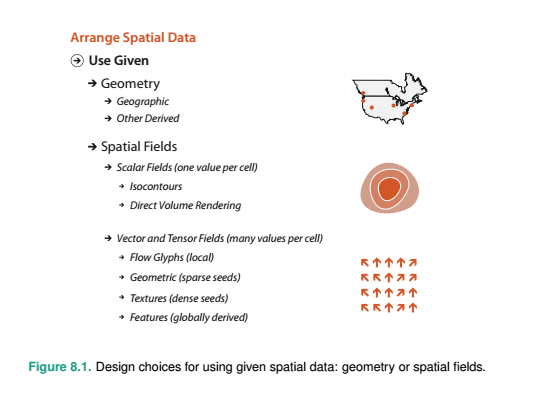 Arrange Spatial Data
→ Use Given
→ Geometry
→ Geographic
→ Other Derived
→ Spatial Fields
→ Scalar Fields (one value per cell)
→ Isocontours
→ Direct Volume Rendering
→ Vector and Tensor Fields (many values per cell)
→ Flow Glyphs (local)
→ Geometric (sparse seeds)
→ Textures (dense seeds)
→ Features (globally derived)
Figure 8.1. Design choices for using given spatial data: geometry or spatial fields.